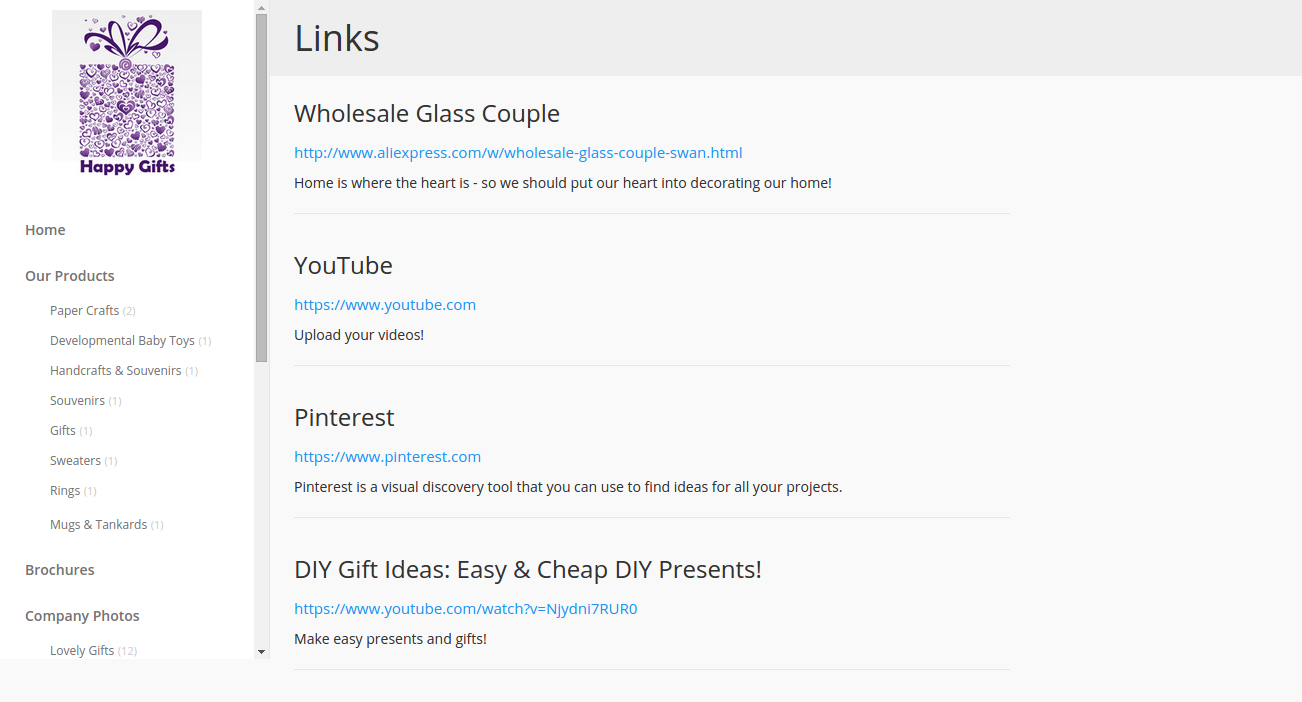 Happy Gifts
Home
Our Products
Paper Crafts (2)
Developmental Baby Toys (1)
Handcrafts & Souvenirs (1)
Souvenirs (1)
Gifts (1)
Sweaters (1)
Rings (1)
Mugs & Tankards (1)
Brochures
Company Photos
Lovely Gifts (12)
Links
Wholesale Glass Couple
http://www.aliexpress.com/w/wholesale-glass-couple-swan.html
Home is where the heart is - so we should put our heart into decorating our home!
YouTube
https://www.youtube.com
Upload your videos!
Pinterest
https://www.pinterest.com
Pinterest is a visual discovery tool that you can use to find ideas for all your projects.
DIY Gift Ideas: Easy & Cheap DIY Presents!
https://www.youtube.com/watch?v=Njydni7RUR0
Make easy presents and gifts!